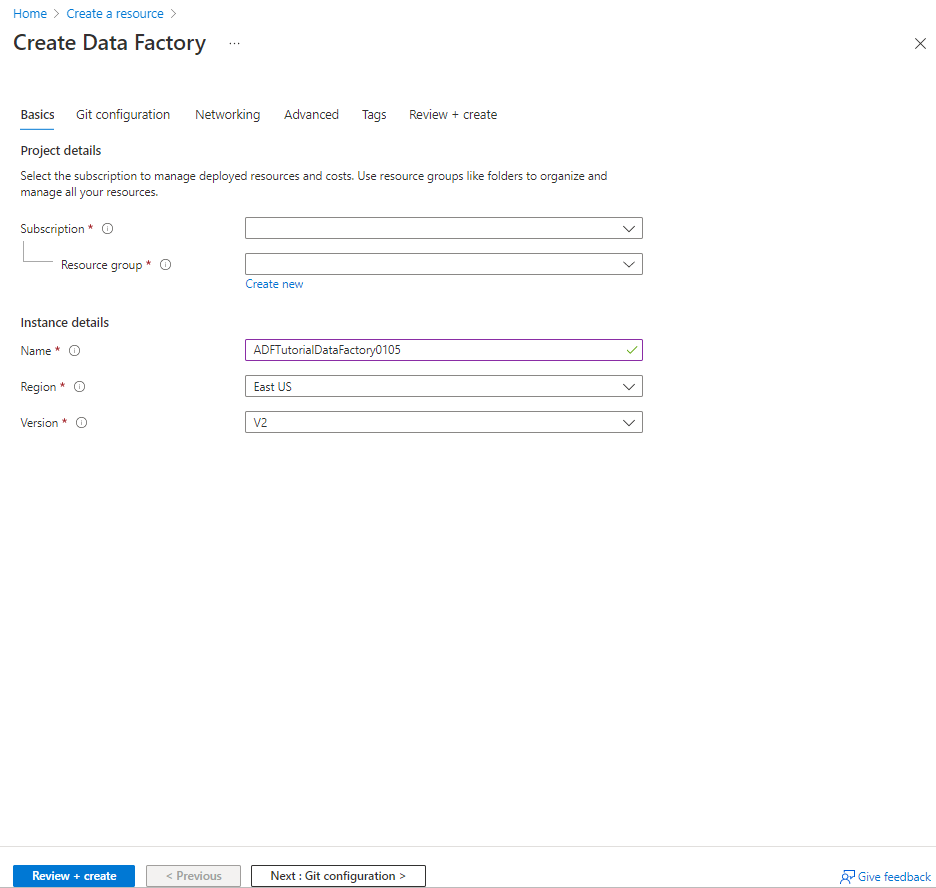 Home > Create a resource >
Create Data Factory ...
Basics Git configuration Networking Advanced Tags Review + create
Project details
Select the subscription to manage deployed resources and costs. Use resource groups like folders to organize and
manage all your resources.
Subscription *
Resource group *
Create new
Instance details
Name * ADFTutorialDataFactory0105
Region * East US
Version * V2
Review + create < Previous Next : Git configuration > Give feedback